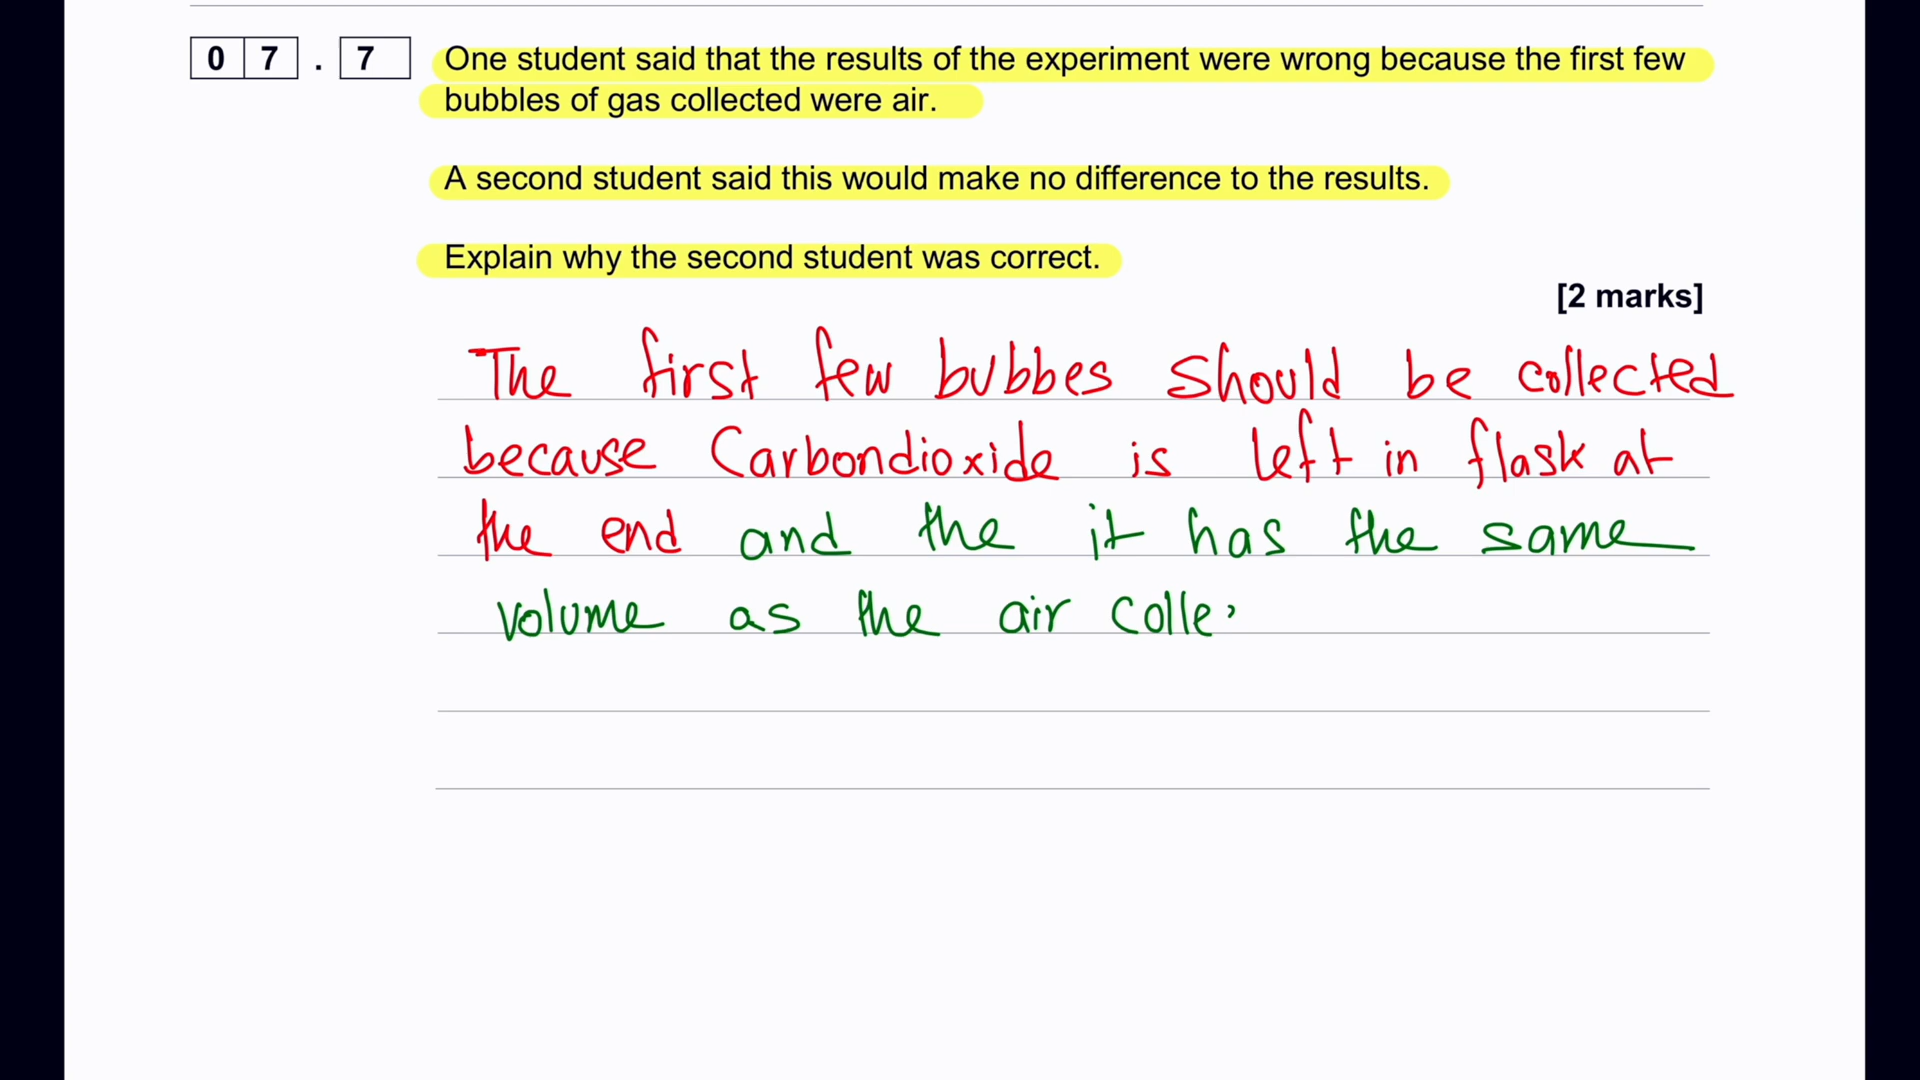 0 7 . 7 One student said that the results of the experiment were wrong because the first few
bubbles of gas collected were air.
A second student said this would make no difference to the results.
Explain why the second student was correct.
[2 marks]
The first few bubbes should be collected
because Carbondioxide is left in flask at
the end and the it has the same
volume as the air colle